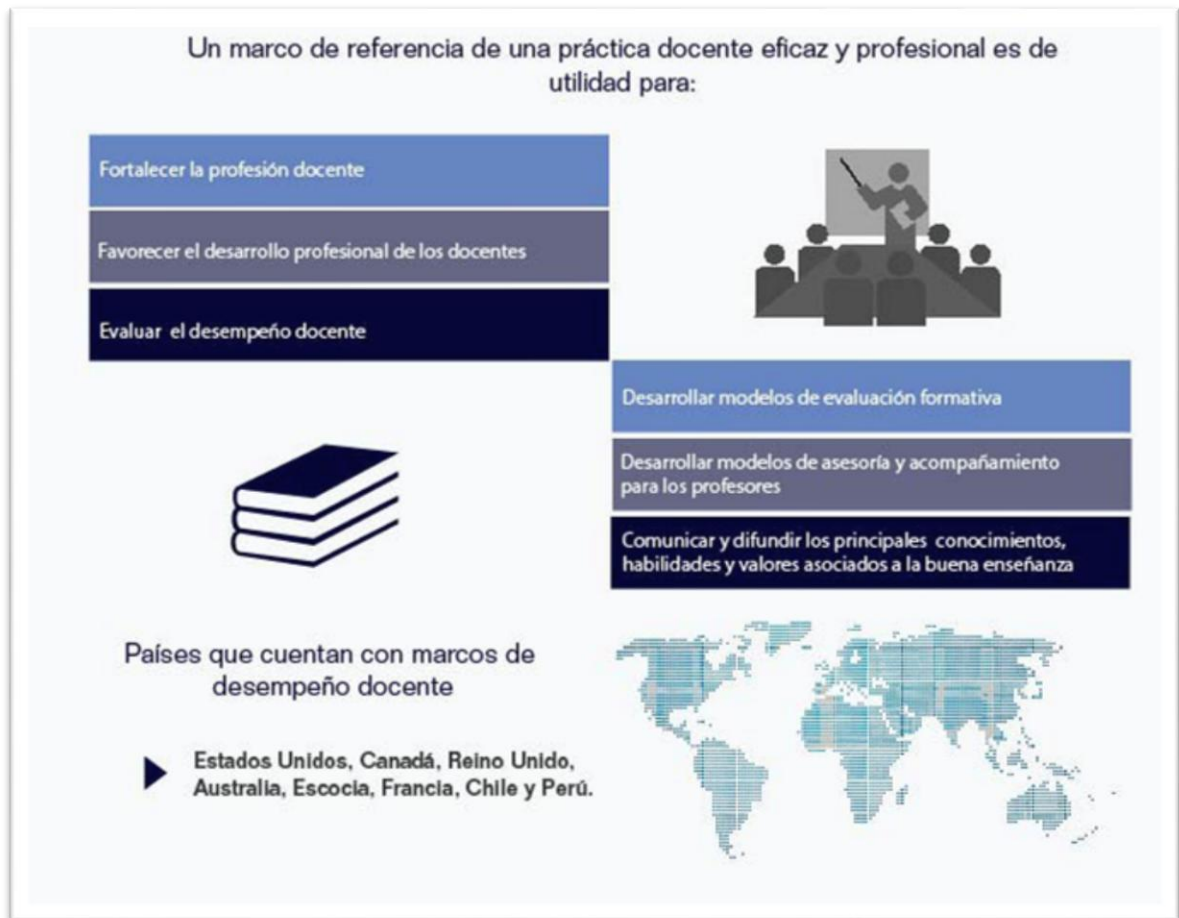 Un marco de referencia de una práctica docente eficaz y profesional es de
utilidad para:
Fortalecer la profesión docente
Favorecer el desarrollo profesional de los docentes
Evaluar el desempeño docente
Desarrollar modelos de evaluación formativa
Desarrollar modelos de asesoría y acompañamiento
para los profesores
Comunicar y difundir los principales conocimientos,
habilidades y valores asociados a la buena enseñanza
Países que cuentan con marcos de
desempeño docente
Estados Unidos, Canadá, Reino Unido,
Australia, Escocia, Francia, Chile y Perú.